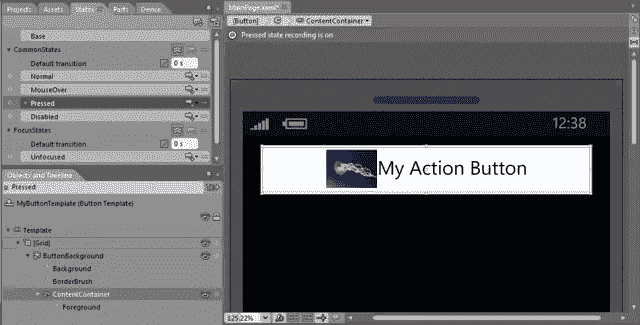 Projects Assets States Parts Device
Base
CommonStates
Default transition 0 s
Normal
MouseOver
Pressed
Disabled
FocusStates
Default transition 0 s
Unfocused
Objects and Timeline
Pressed
MyButtonTemplate (Button Template)
Template
[Grid]
ButtonBackground
Background
BorderBrush
ContentContainer
Foreground
MainPage.xaml*
[Button] ContentContainer
Pressed state recording is on
12:38
My Action Button
125.22%